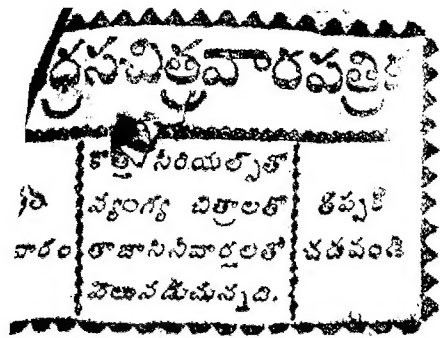 ధ్రసచిత్రవారపత్రిక
కొత్త సీరియల్స్‌తో
వ్యంగ్య చిత్రాలతో తప్పక
వారం తాజాసినీవార్తలతో చదవండి
వెలువడుచున్నది.